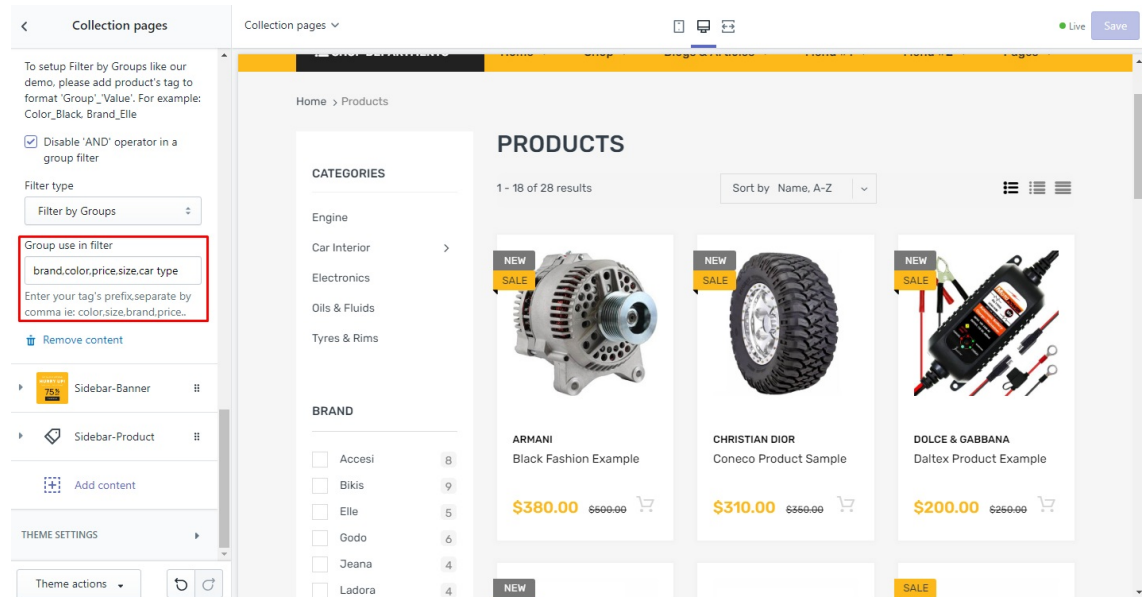 Collection pages
Collection pages
Live
Save
To setup Filter by Groups like our
demo, please add product's tag to
format 'Group'_'Value'. For example:
Color_Black, Brand_Elle
Disable 'AND' operator in a
group filter
Filter type
Filter by Groups
Group use in filter
brand,color,price,size,car type
Enter your tag's prefix,separate by
comma ie: color,size,brand,price..
Remove content
75%
Sidebar-Banner
Sidebar-Product
Add content
THEME SETTINGS
Theme actions
Home > Products
CATEGORIES
Engine
Car Interior
Electronics
Oils & Fluids
Tyres & Rims
BRAND
Accesi 8
Bikis 9
Elle 5
Godo 6
Jeana 4
Ladora 4
PRODUCTS
1 - 18 of 28 results
Sort by Name, A-Z
NEW
SALE
ARMANI
Black Fashion Example
$380.00 $500.00
NEW
SALE
CHRISTIAN DIOR
Coneco Product Sample
$310.00 $350.00
NEW
SALE
DOLCE & GABBANA
Daltex Product Example
$200.00 $250.00
NEW
SALE